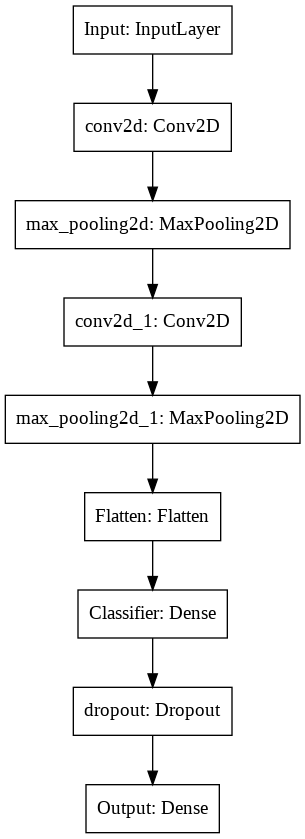 Input: InputLayer
conv2d: Conv2D
max_pooling2d: MaxPooling2D
conv2d_1: Conv2D
max_pooling2d_1: MaxPooling2D
Flatten: Flatten
Classifier: Dense
dropout: Dropout
Output: Dense